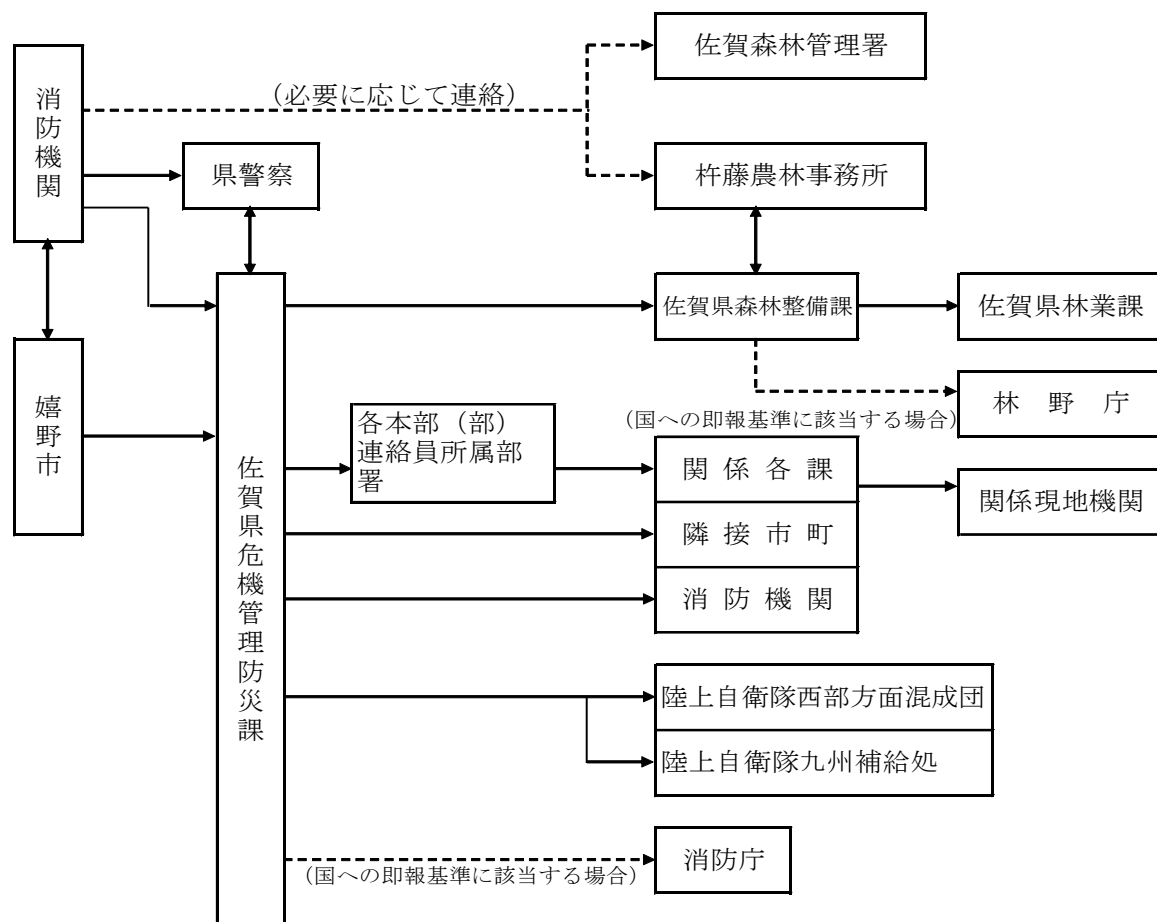 佐賀森林管理署
消防機関
（必要に応じて連絡）
県警察
杵藤農林事務所
佐賀県森林整備課
佐賀県林業課
嬉野市
林　野　庁
（国への即報基準に該当する場合）
各本部（部）
連絡員所属部
署
関 係 各 課
関係現地機関
佐賀県危機管理防災課
隣 接 市 町
消 防 機 関
陸上自衛隊西部方面混成団
陸上自衛隊九州補給処
消防庁
（国への即報基準に該当する場合）